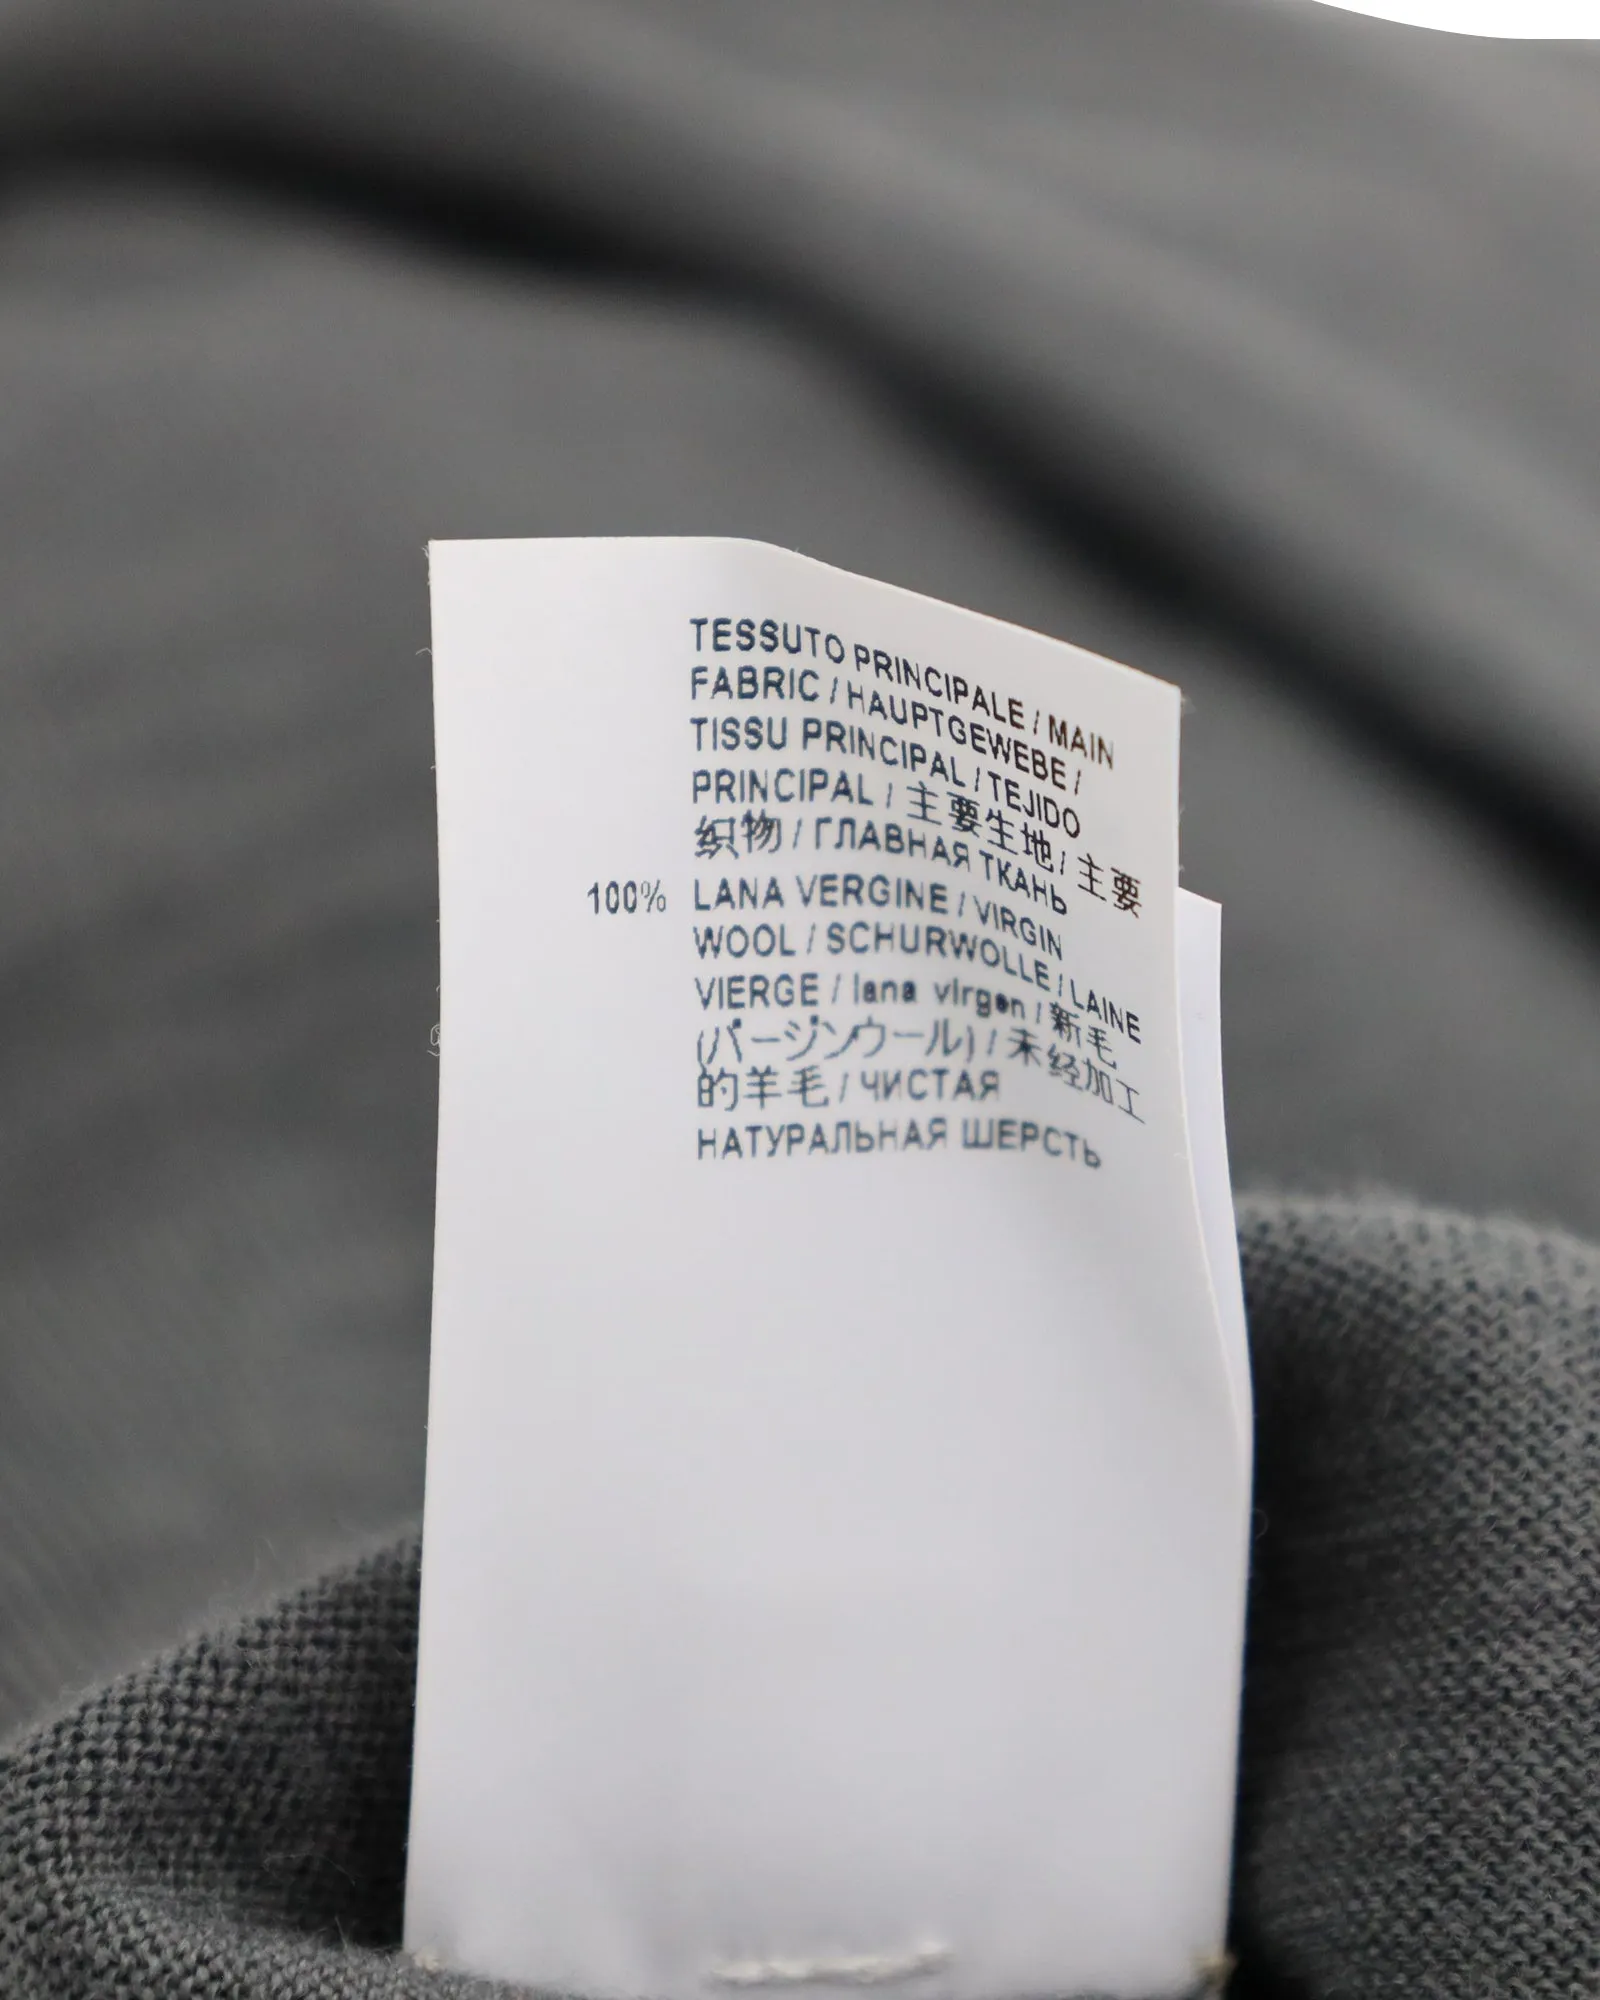 TESSUTO PRINCIPALE / MAIN
FABRIC / HAUPTGEWEBE /
TISSU PRINCIPAL / TEJIDO
PRINCIPAL / 主要生地 / 主要
织物 / ГЛАВНАЯ ТКАНЬ
100% LANA VERGINE / VIRGIN
WOOL / SCHURWOLLE / LAINE
VIERGE / lana virgen / 新毛
(バージンウール) / 未经加工
的羊毛 / ЧИСТАЯ
НАТУРАЛЬНАЯ ШЕРСТЬ